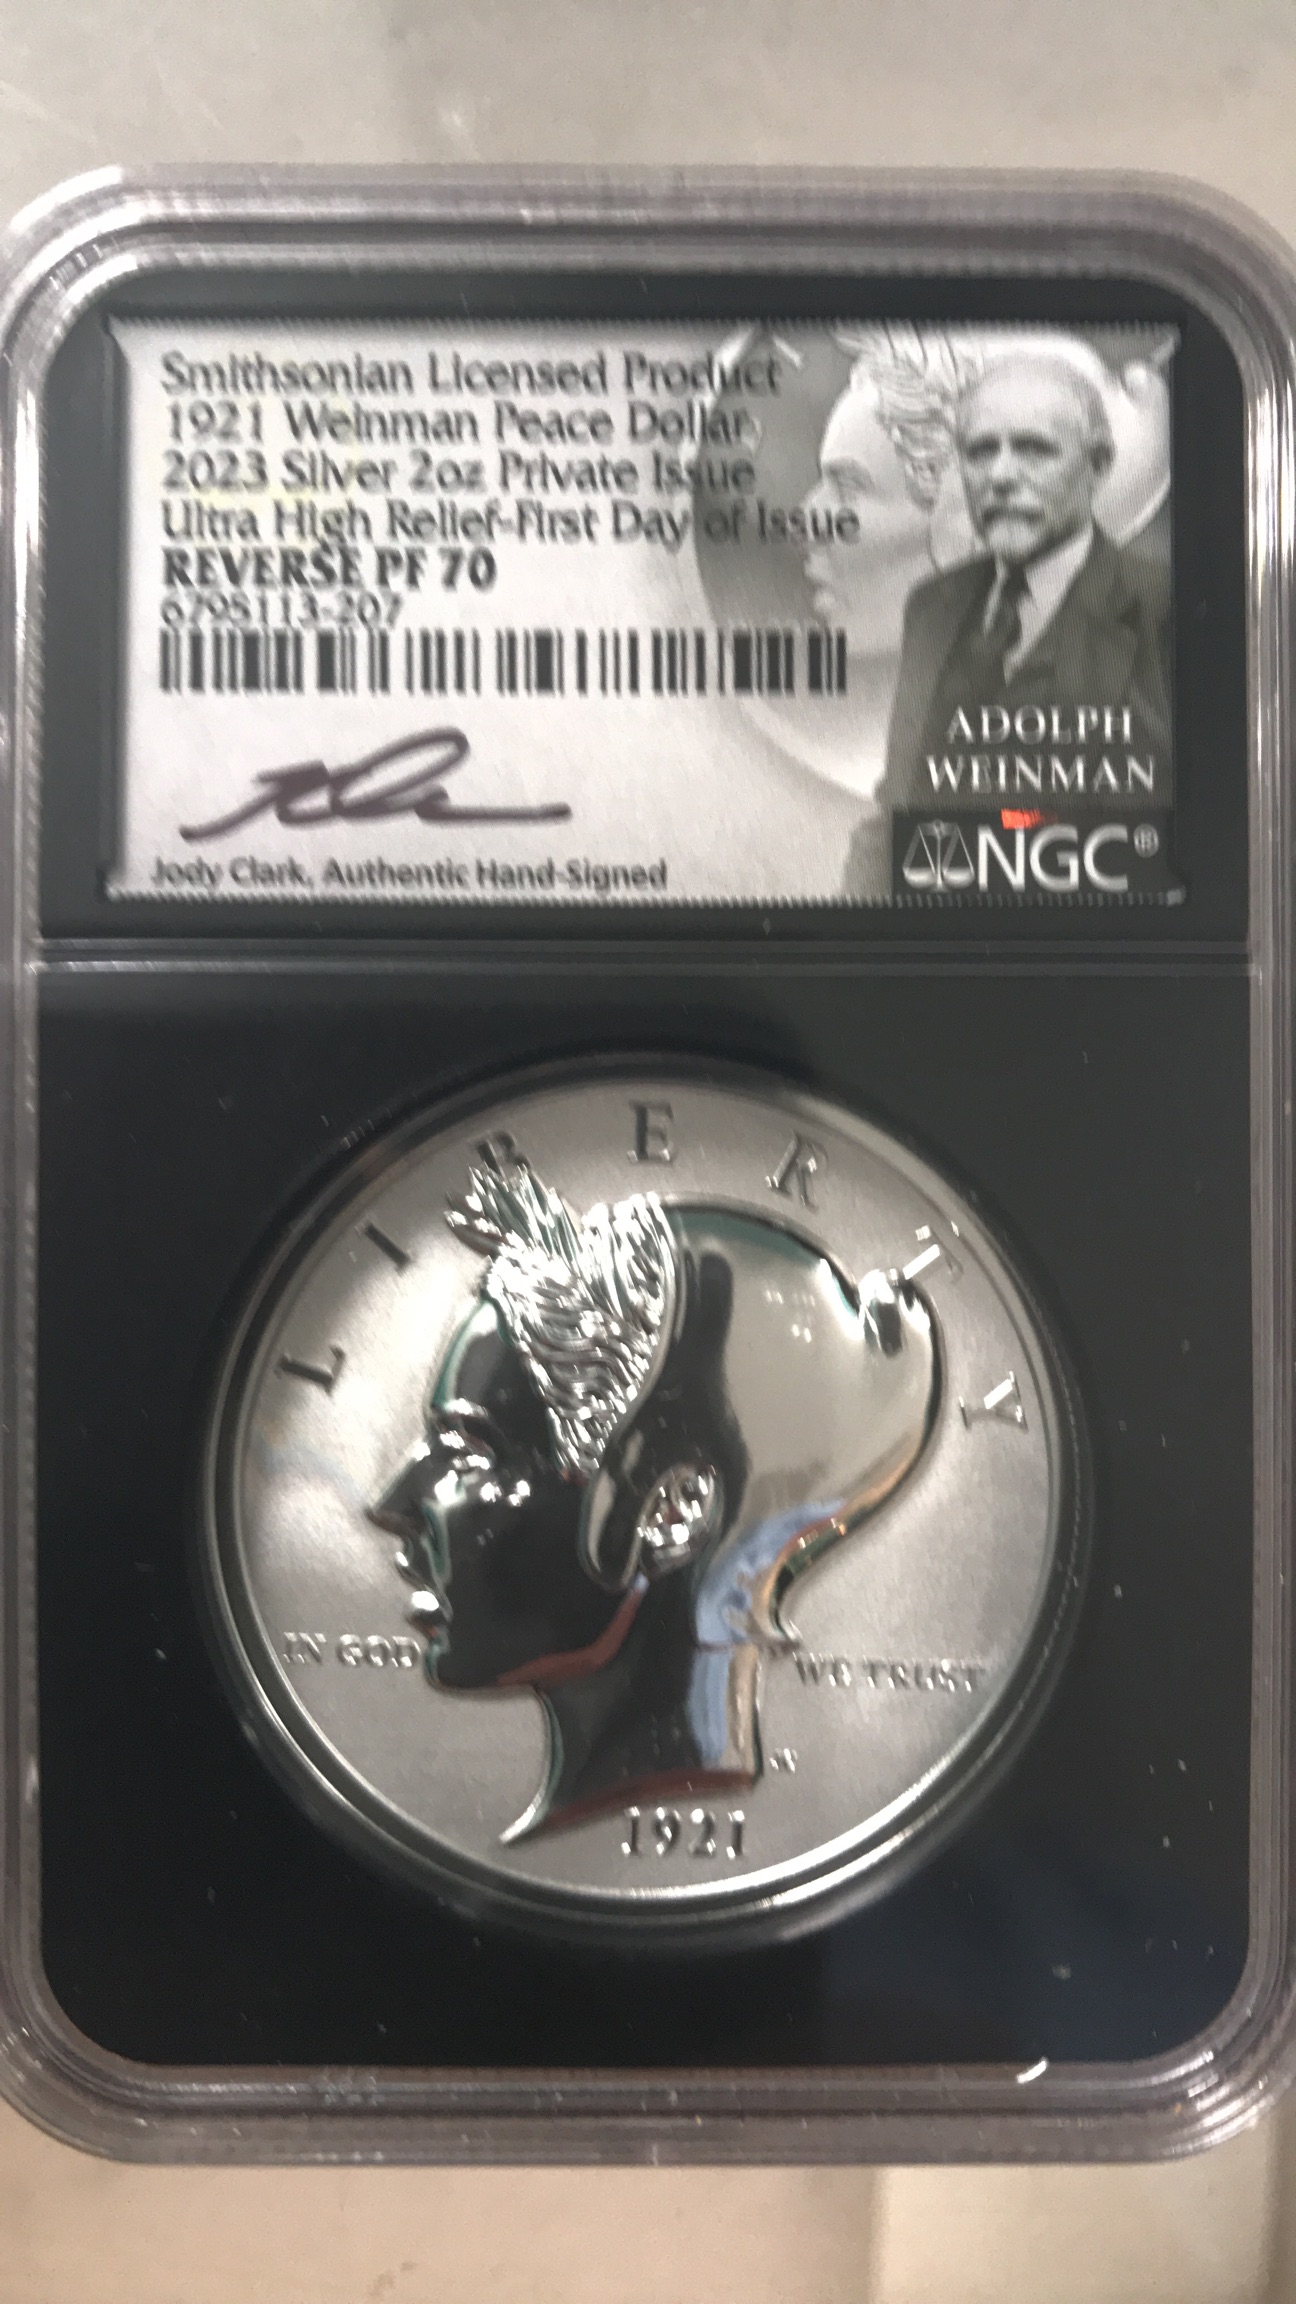 Smithsonian Licensed Product
1921 Weinman Peace Dollar
2023 Silver 2oz Private Issue
Ultra High Relief-First Day of Issue
REVERSE PF 70
6795113-207
ADOLPH
WEINMAN
NGC®
Jody Clark, Authentic Hand-Signed
LIBERTY
IN GOD WE TRUST
1921